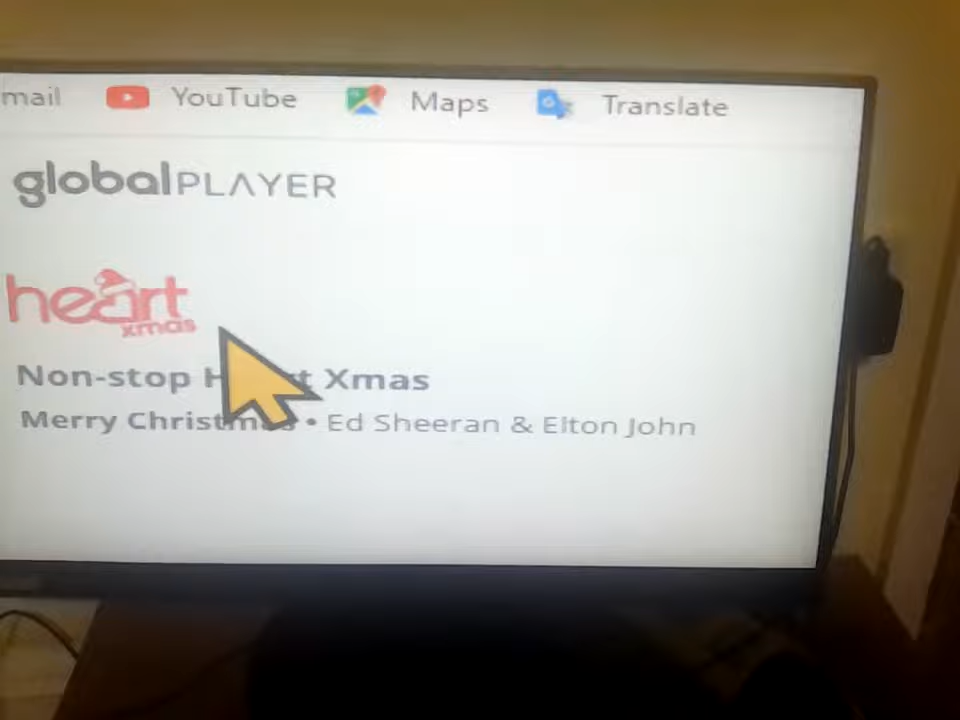 mail YouTube Maps Translate
globalPLAYER
heart
xmas
Non-stop Xmas
Merry • Ed Sheeran & Elton John